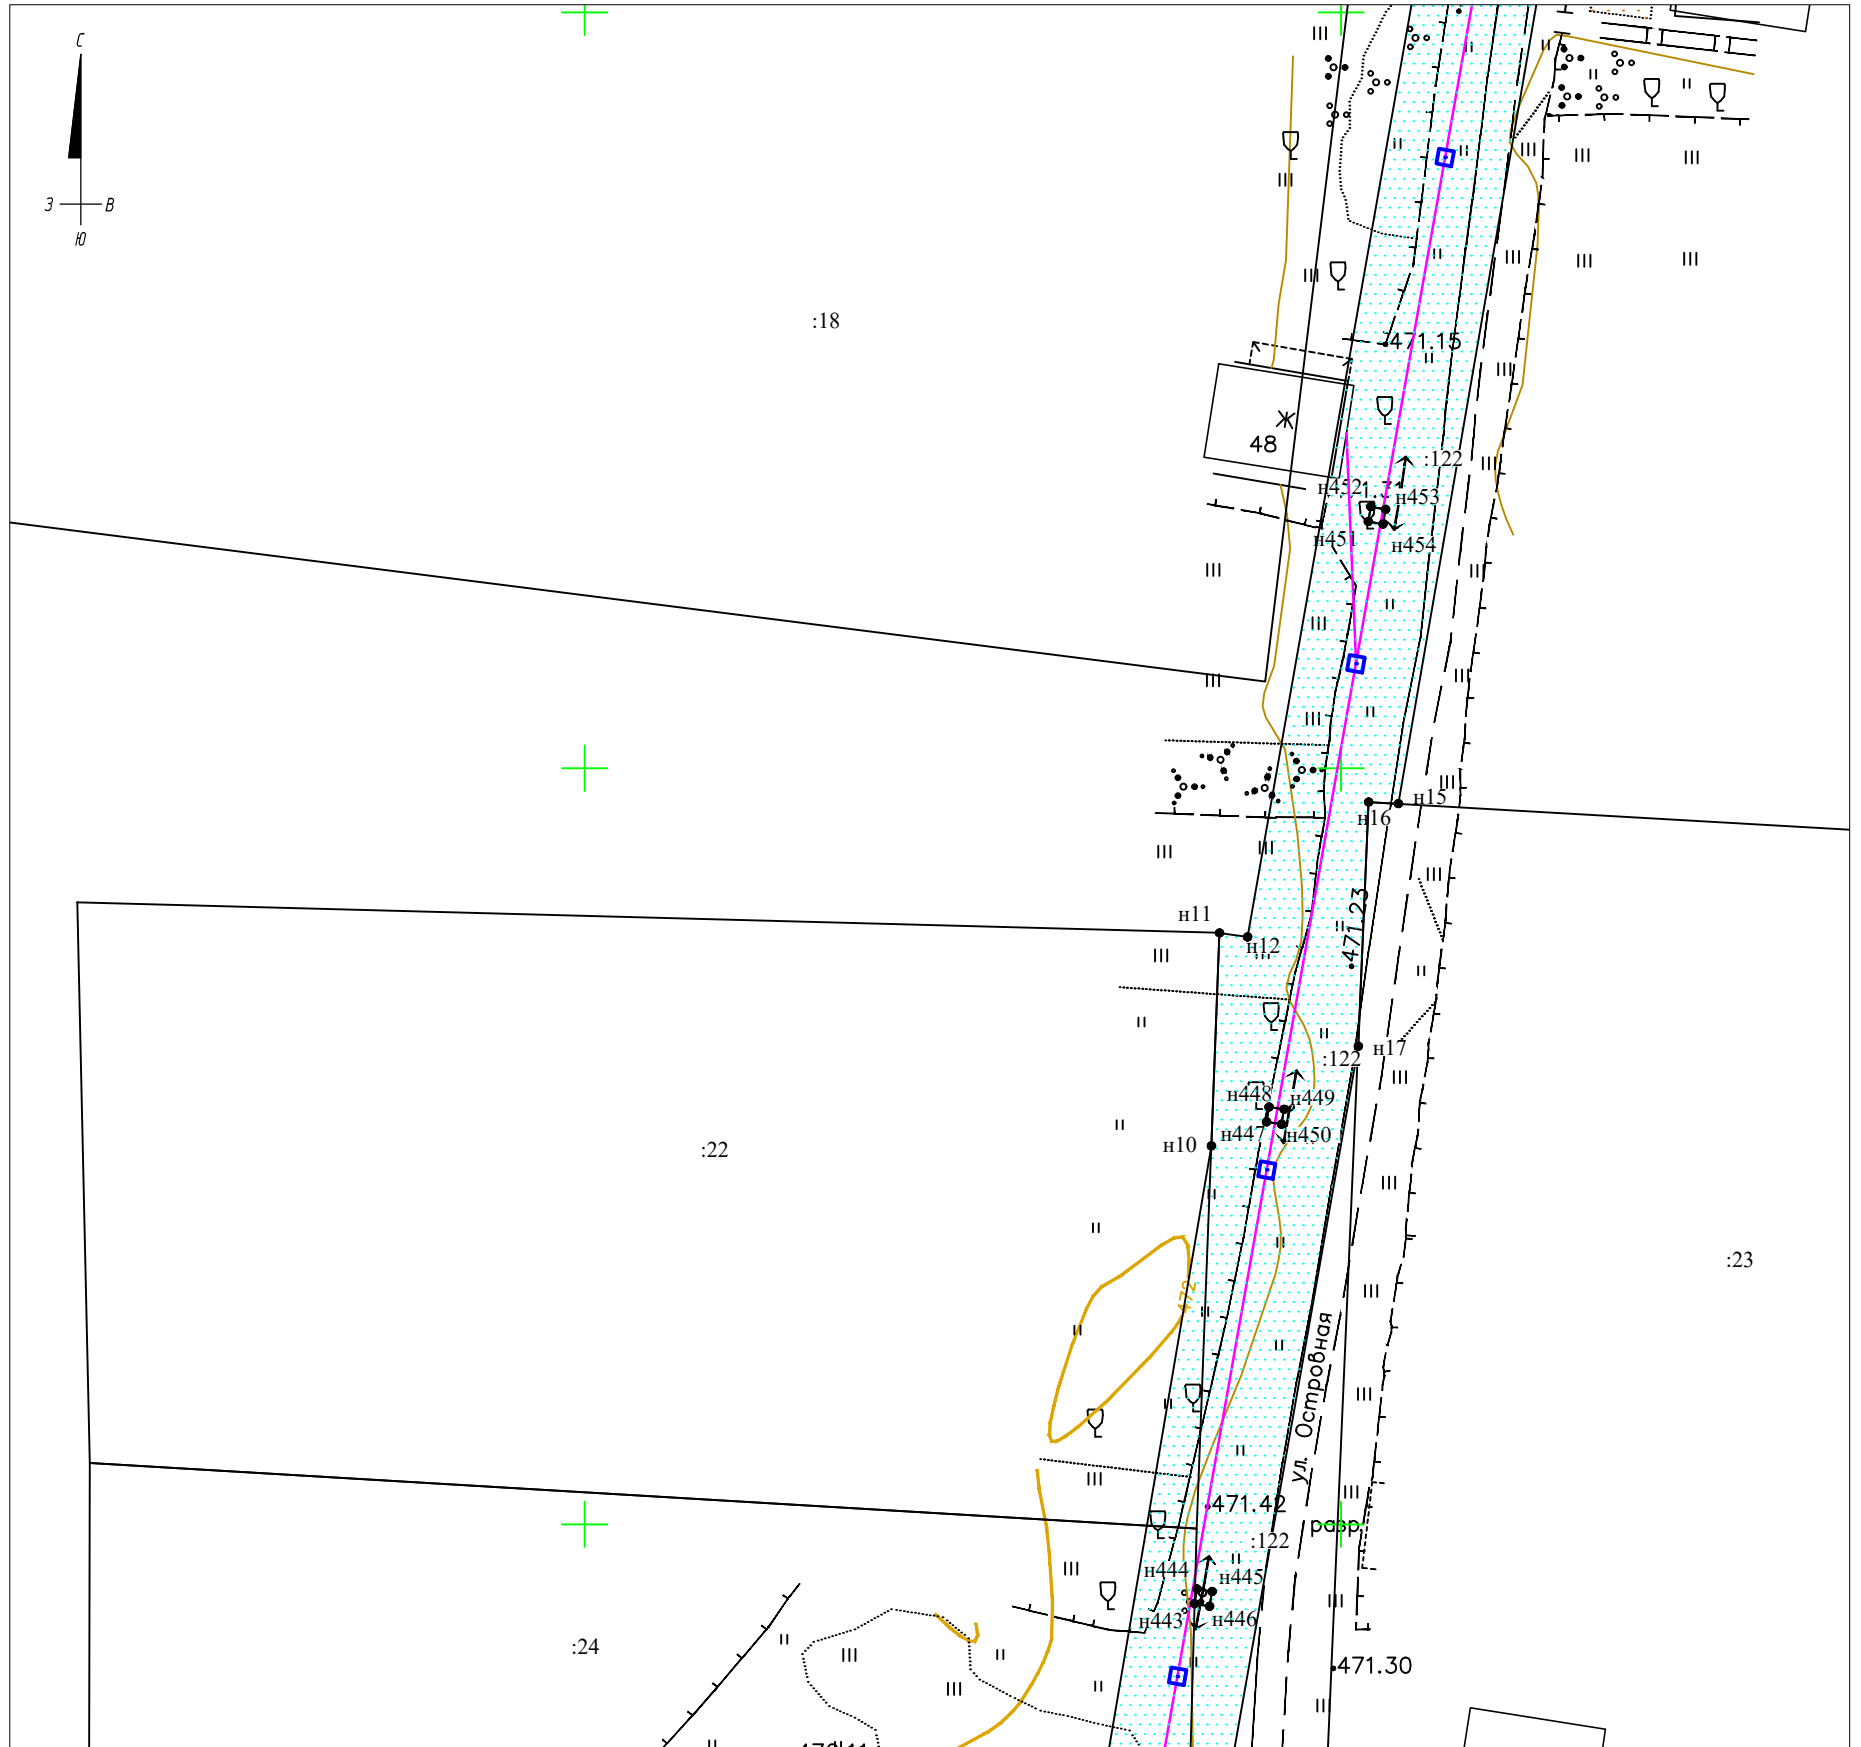 С
З В
Ю
:18
471.15
ж
48
:122
н452
н453
н451
н454
н15
н16
н11
н12
471.23
н17
:122
н448
н449
н447
н450
н10
:22
:23
472
ул. Островная
471.42
разр.
:122
н444
н445
н443
н446
:24
471.30